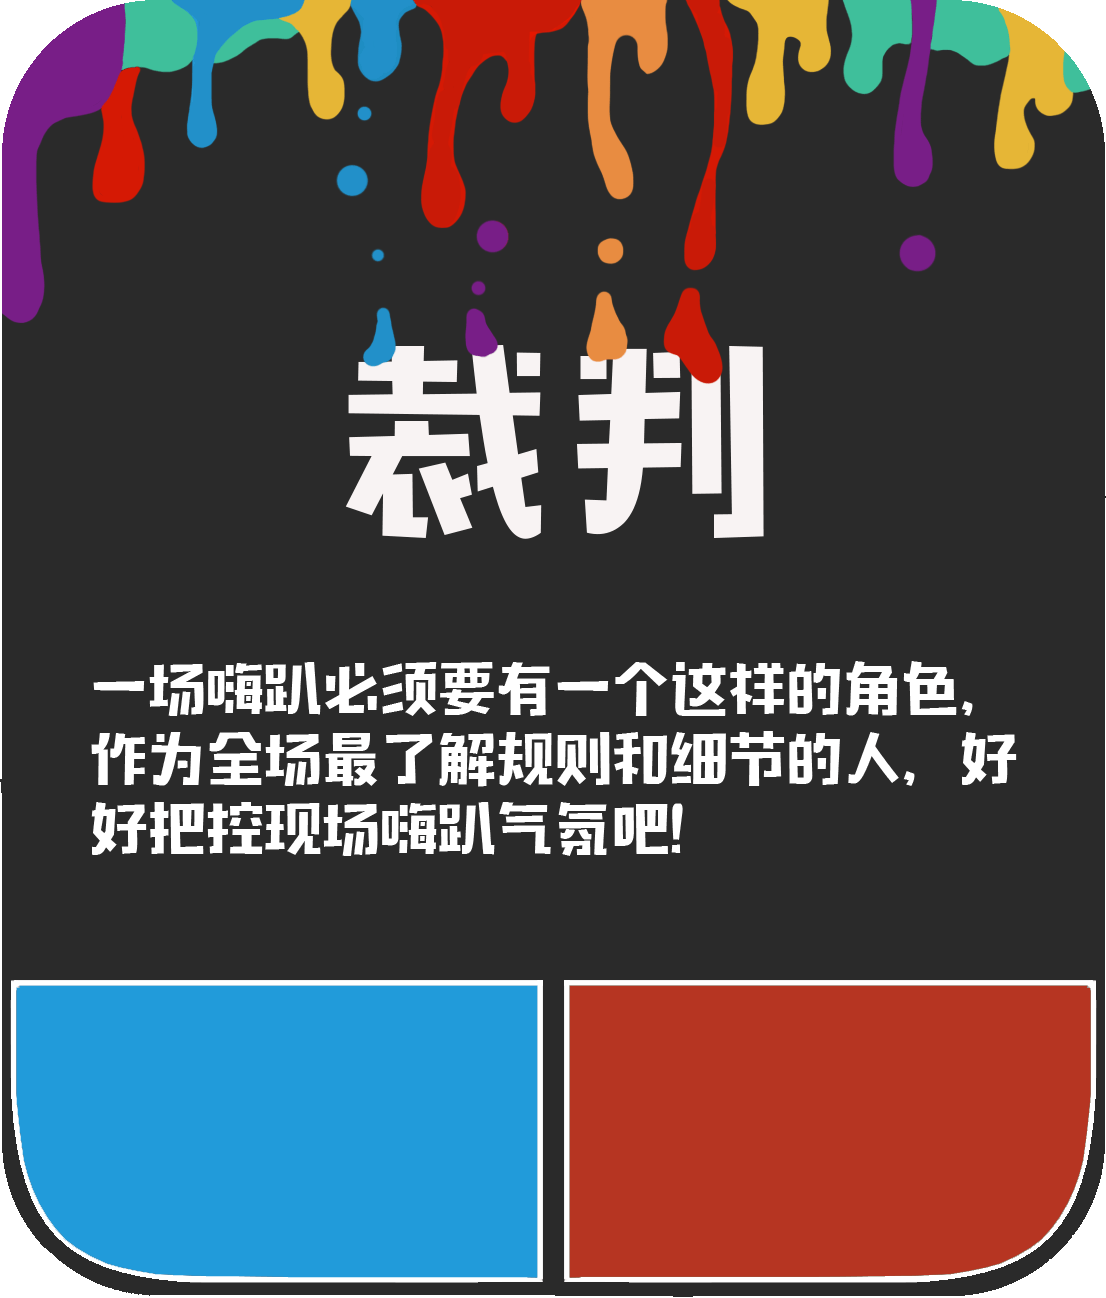 裁判
一场嗨趴必须要有一个这样的角色，
作为全场最了解规则和细节的人，好
好把控现场嗨趴气氛吧！